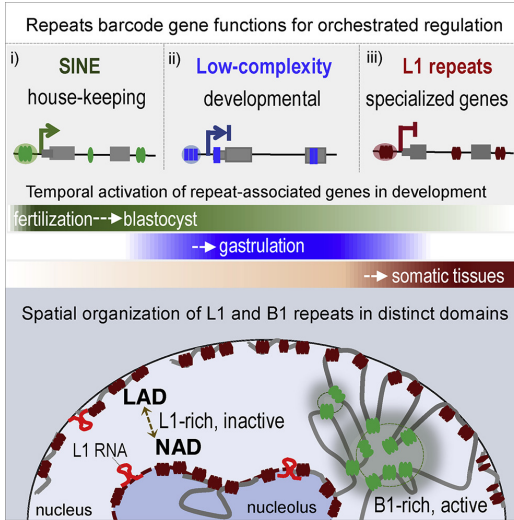 Repeats barcode gene functions for orchestrated regulation
i) SINE
house-keeping
ii) Low-complexity
developmental
iii) L1 repeats
specialized genes
Temporal activation of repeat-associated genes in development
fertilization --> blastocyst
--> gastrulation
--> somatic tissues
Spatial organization of L1 and B1 repeats in distinct domains
LAD
L1-rich, inactive
NAD
L1 RNA
nucleus
nucleolus
B1-rich, active